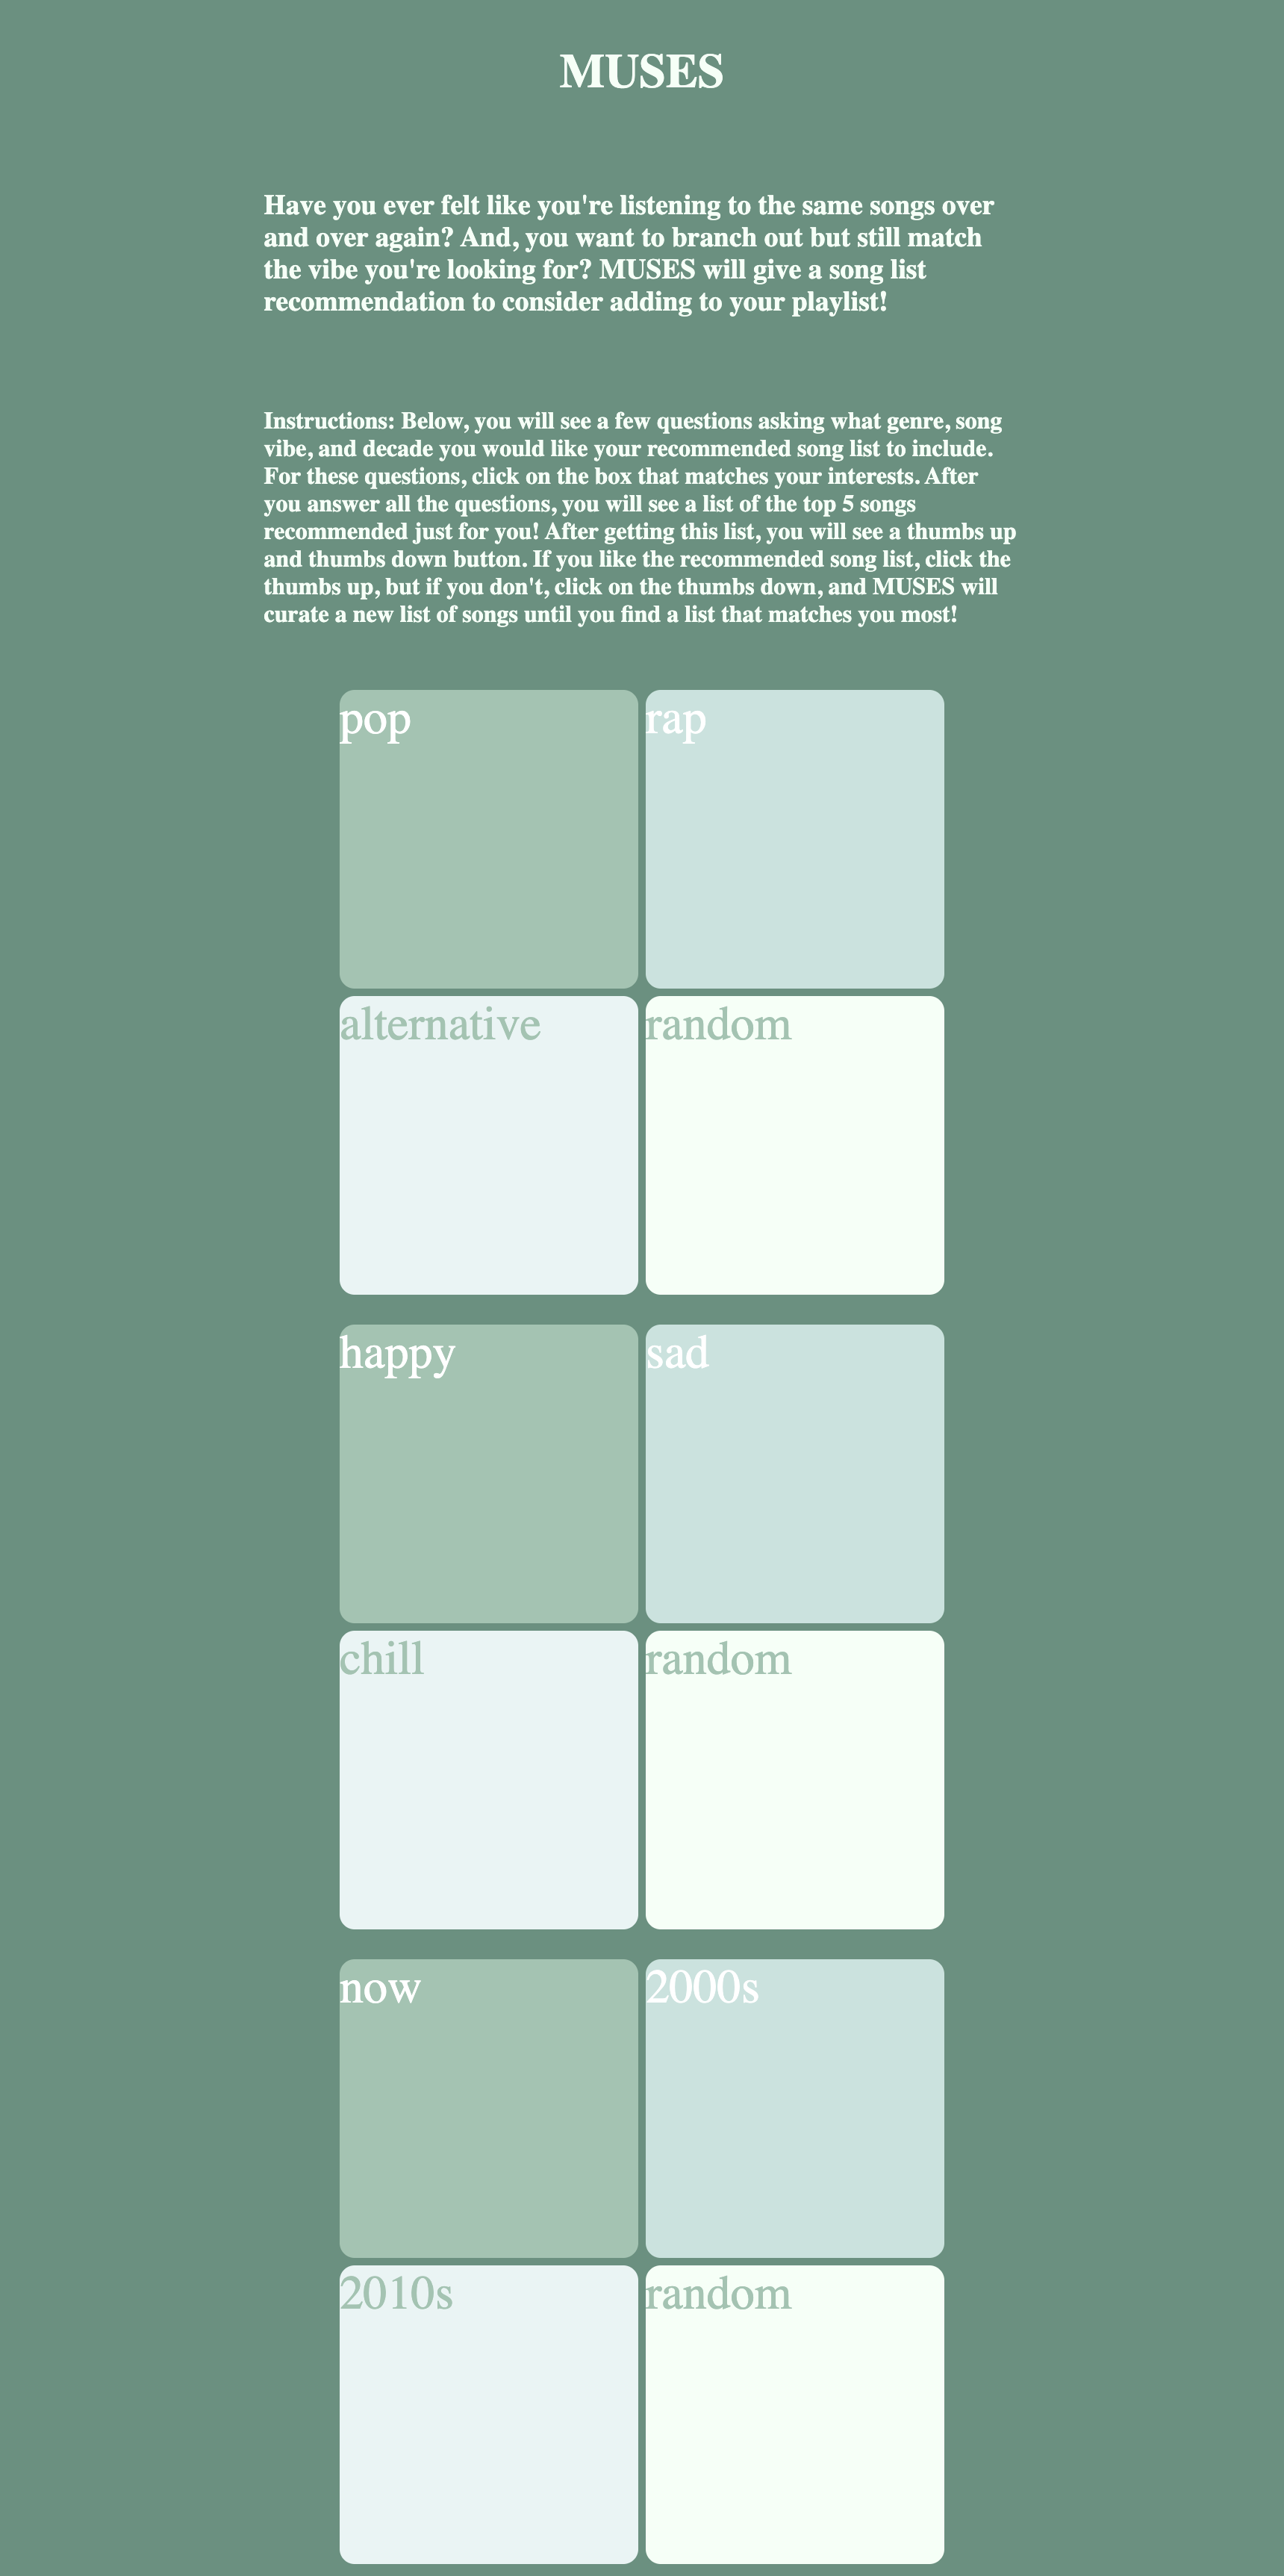 MUSES
Have you ever felt like you're listening to the same songs over
and over again? And, you want to branch out but still match
the vibe you're looking for? MUSES will give a song list
recommendation to consider adding to your playlist!
Instructions: Below, you will see a few questions asking what genre, song
vibe, and decade you would like your recommended song list to include.
For these questions, click on the box that matches your interests. After
you answer all the questions, you will see a list of the top 5 songs
recommended just for you! After getting this list, you will see a thumbs up
and thumbs down button. If you like the recommended song list, click the
thumbs up, but if you don't, click on the thumbs down, and MUSES will
curate a new list of songs until you find a list that matches you most!
pop
rap
alternative
random
happy
sad
chill
random
now
2000s
2010s
random